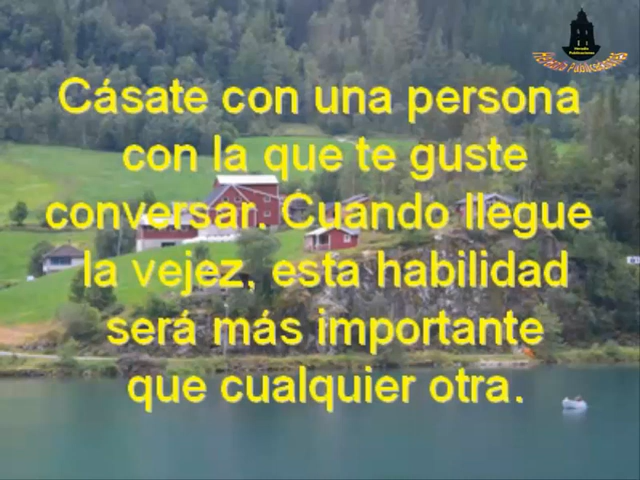 Cásate con una persona
con la que te guste
conversar. Cuando llegue
la vejez, esta habilidad
será más importante
que cualquier otra.